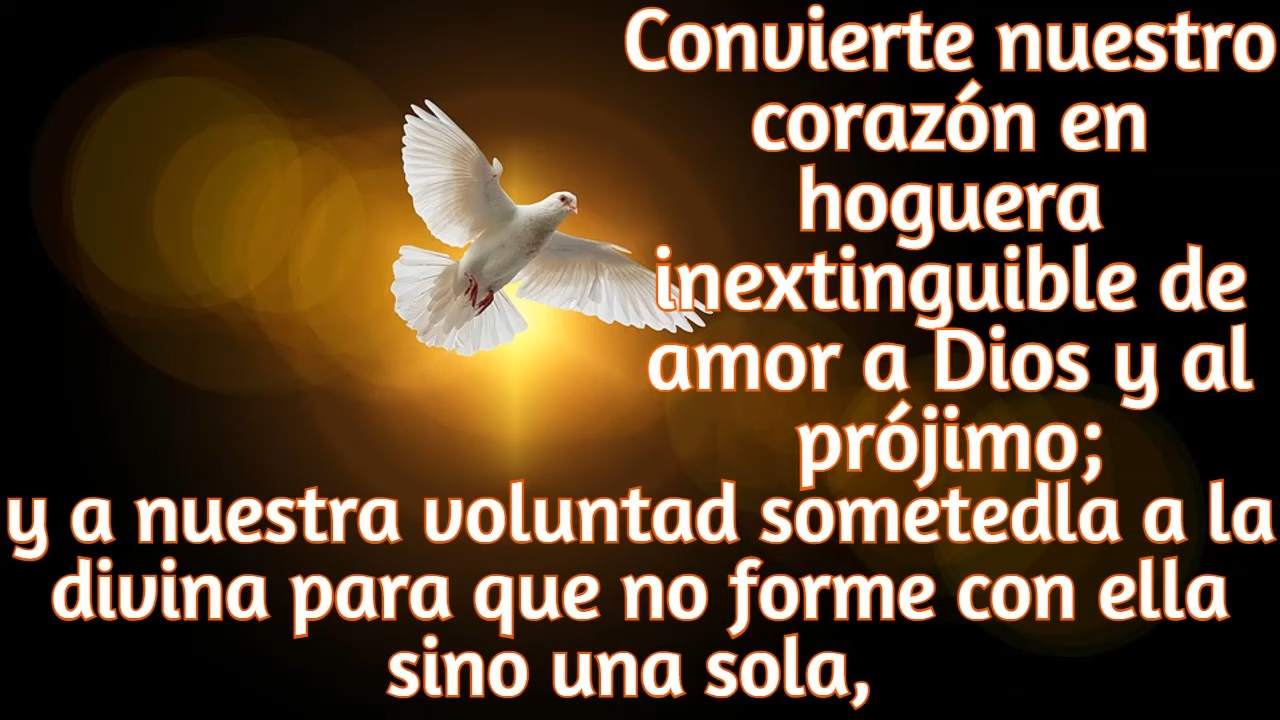 Convierte nuestro
corazón en
hoguera
inextinguible de
amor a Dios y al
prójimo;
y a nuestra voluntad sometedla a la
divina para que no forme con ella
sino una sola,